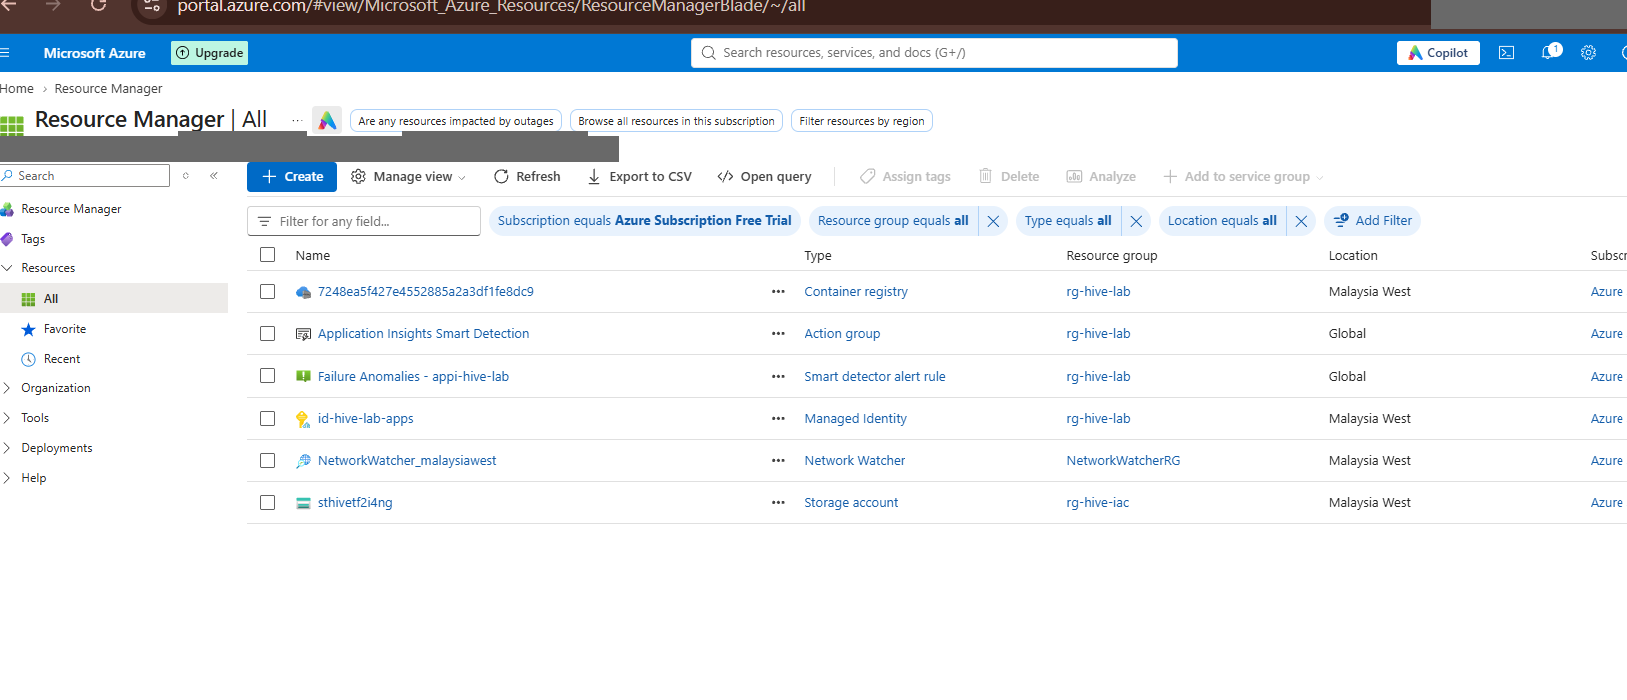 portal.azure.com/#view/Microsoft_Azure_Resources/ResourceManagerBlade/~/all
Microsoft Azure Upgrade Search resources, services, and docs (G+/) Copilot 1
Home > Resource Manager
Resource Manager | All ... Are any resources impacted by outages Browse all resources in this subscription Filter resources by region
Search « + Create Manage view Refresh Export to CSV Open query Assign tags Delete Analyze Add to service group
Resource Manager
Tags
Resources
All
Favorite
Recent
Organization
Tools
Deployments
Help
Filter for any field... Subscription equals Azure Subscription Free Trial Resource group equals all Type equals all Location equals all Add Filter
Name Type Resource group Location Subscr
7248ea5f427e4552885a2a3df1fe8dc9 ••• Container registry rg-hive-lab Malaysia West Azure
Application Insights Smart Detection ••• Action group rg-hive-lab Global Azure
Failure Anomalies - appi-hive-lab ••• Smart detector alert rule rg-hive-lab Global Azure
id-hive-lab-apps ••• Managed Identity rg-hive-lab Malaysia West Azure
NetworkWatcher_malaysiawest ••• Network Watcher NetworkWatcherRG Malaysia West Azure
sthivetf2i4ng ••• Storage account rg-hive-iac Malaysia West Azure